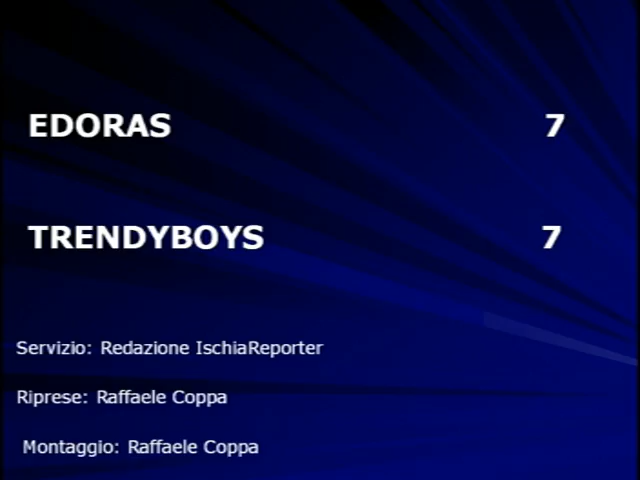 EDORAS 7
TRENDYBOYS 7
Servizio: Redazione IschiaReporter
Riprese: Raffaele Coppa
Montaggio: Raffaele Coppa